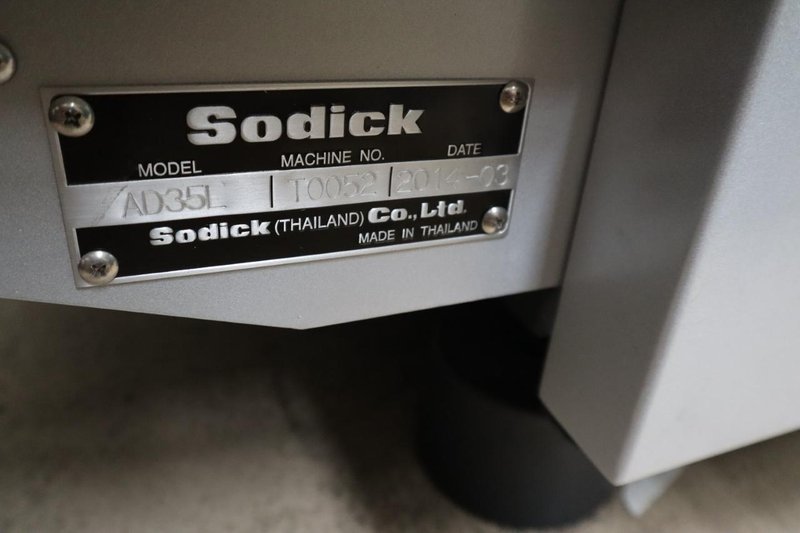 Sodick
MODEL MACHINE NO. DATE
AD35L T0052 2014-03
Sodick (THAILAND) Co., Ltd.
MADE IN THAILAND